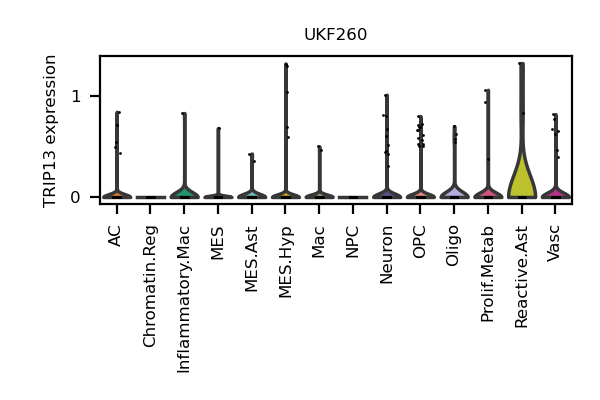 UKF260
TRIP13 expression
1
0
AC
Chromatin.Reg
Inflammatory.Mac
MES
MES.Ast
MES.Hyp
Mac
NPC
Neuron
OPC
Oligo
Prolif.Metab
Reactive.Ast
Vasc